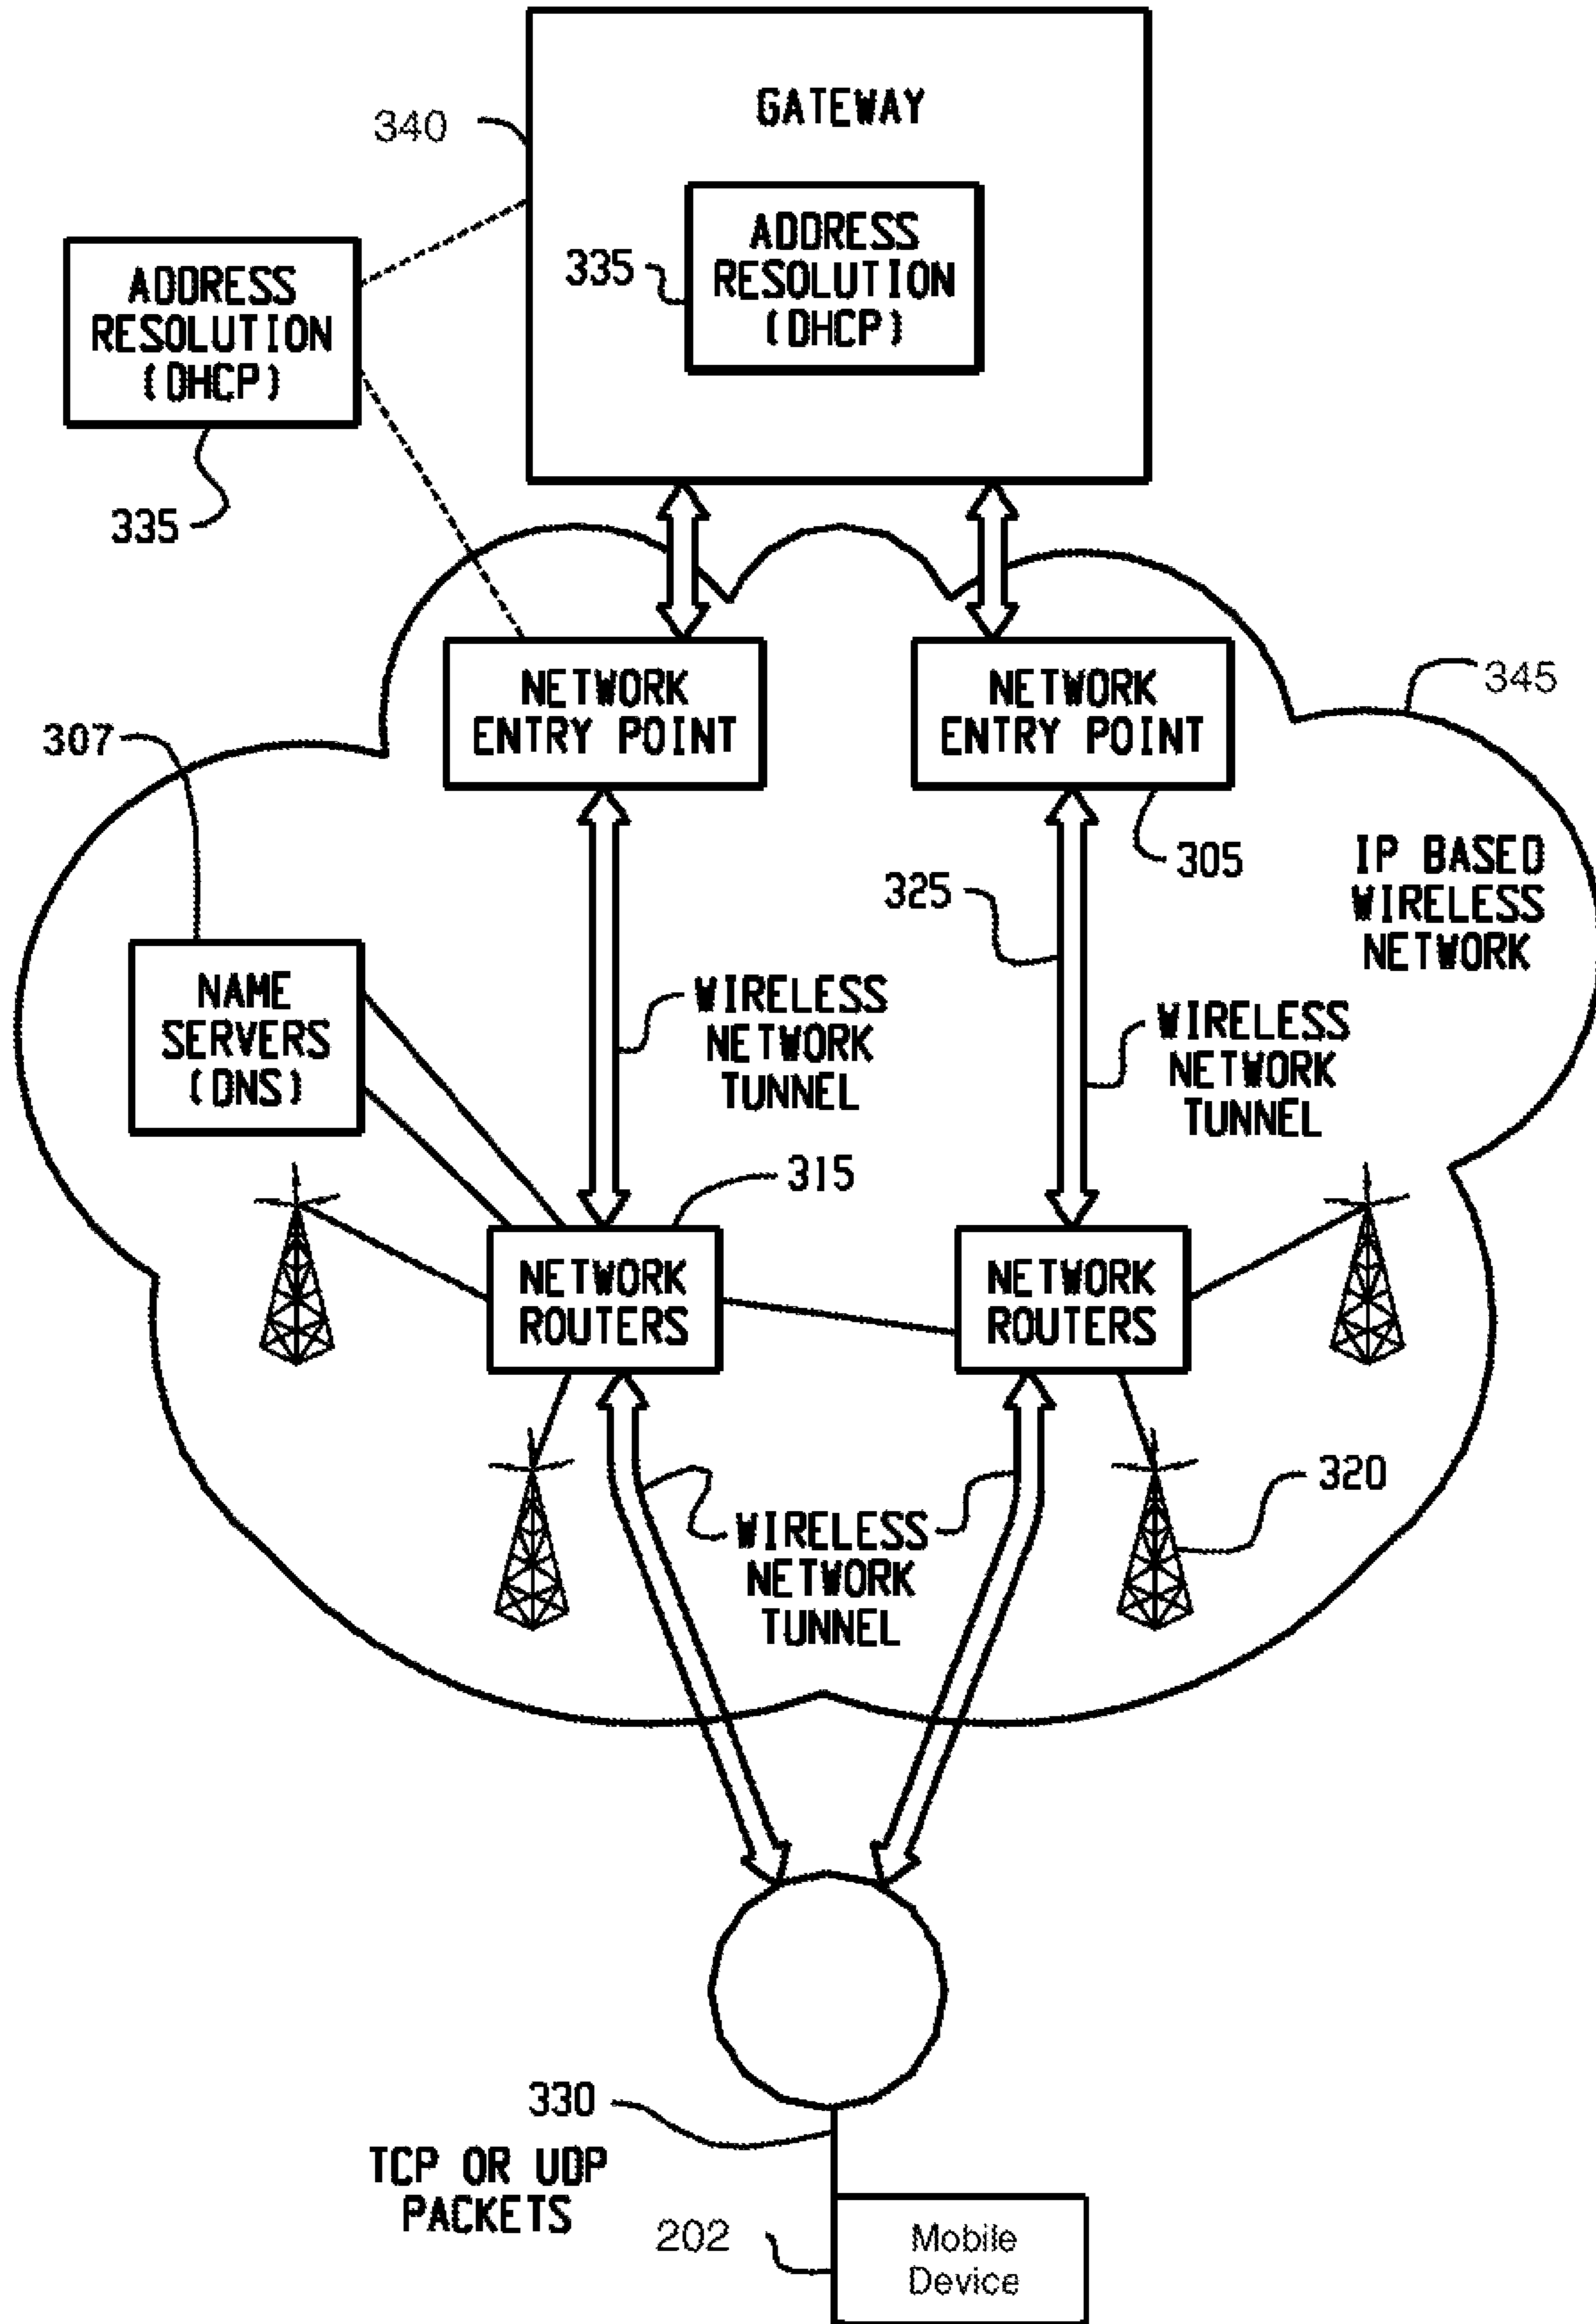 GATEWAY
340
ADDRESS
RESOLUTION
(DHCP)
335
ADDRESS
RESOLUTION
(DHCP)
335
NETWORK
ENTRY POINT
NETWORK
ENTRY POINT
345
307
305
325
IP BASED
WIRELESS
NETWORK
NAME
SERVERS
(DNS)
WIRELESS
NETWORK
TUNNEL
WIRELESS
NETWORK
TUNNEL
315
NETWORK
ROUTERS
NETWORK
ROUTERS
320
WIRELESS
NETWORK
TUNNEL
330
TCP OR UDP
PACKETS
202
Mobile
Device